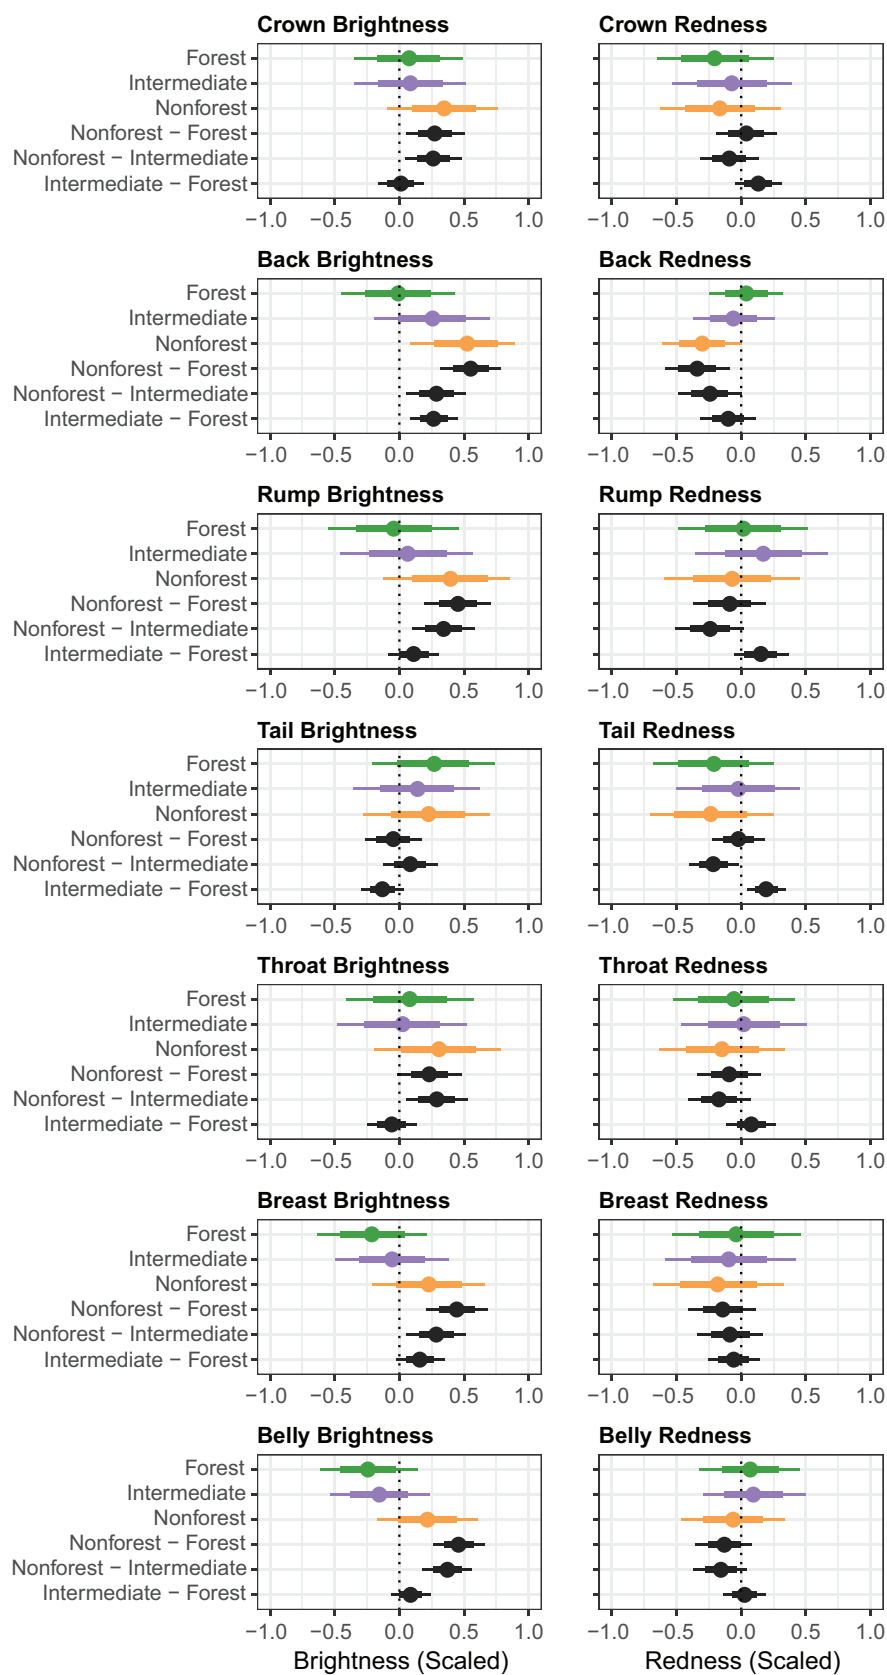 Crown Brightness Crown Redness
Forest
Intermediate
Nonforest
Nonforest − Forest
Nonforest − Intermediate
Intermediate − Forest
−1.0 −0.5 0.0 0.5 1.0 −1.0 −0.5 0.0 0.5 1.0
Back Brightness Back Redness
Forest
Intermediate
Nonforest
Nonforest − Forest
Nonforest − Intermediate
Intermediate − Forest
−1.0 −0.5 0.0 0.5 1.0 −1.0 −0.5 0.0 0.5 1.0
Rump Brightness Rump Redness
Forest
Intermediate
Nonforest
Nonforest − Forest
Nonforest − Intermediate
Intermediate − Forest
−1.0 −0.5 0.0 0.5 1.0 −1.0 −0.5 0.0 0.5 1.0
Tail Brightness Tail Redness
Forest
Intermediate
Nonforest
Nonforest − Forest
Nonforest − Intermediate
Intermediate − Forest
−1.0 −0.5 0.0 0.5 1.0 −1.0 −0.5 0.0 0.5 1.0
Throat Brightness Throat Redness
Forest
Intermediate
Nonforest
Nonforest − Forest
Nonforest − Intermediate
Intermediate − Forest
−1.0 −0.5 0.0 0.5 1.0 −1.0 −0.5 0.0 0.5 1.0
Breast Brightness Breast Redness
Forest
Intermediate
Nonforest
Nonforest − Forest
Nonforest − Intermediate
Intermediate − Forest
−1.0 −0.5 0.0 0.5 1.0 −1.0 −0.5 0.0 0.5 1.0
Belly Brightness Belly Redness
Forest
Intermediate
Nonforest
Nonforest − Forest
Nonforest − Intermediate
Intermediate − Forest
−1.0 −0.5 0.0 0.5 1.0 −1.0 −0.5 0.0 0.5 1.0
Brightness (Scaled) Redness (Scaled)